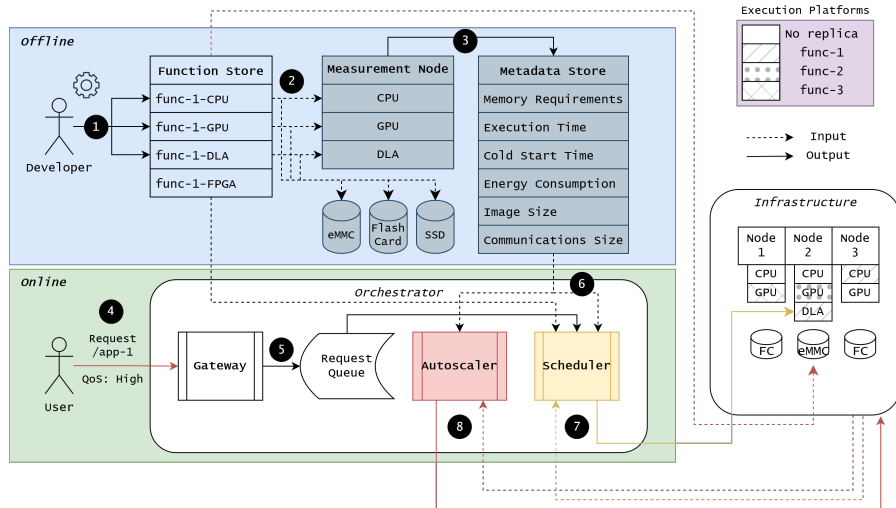 Execution Platforms
No replica
func-1
func-2
func-3
Input
Output
Offline
1
Developer
Function Store
func-1-CPU
func-1-GPU
func-1-DLA
func-1-FPGA
2
Measurement Node
CPU
GPU
DLA
eMMC
Flash
Card
SSD
3
Metadata Store
Memory Requirements
Execution Time
Cold Start Time
Energy Consumption
Image Size
Communications Size
Infrastructure
Node
1
Node
2
Node
3
CPU
CPU
CPU
GPU
GPU
GPU
DLA
FC
eMMC
FC
Online
4
Request
/app-1
QoS: High
User
Orchestrator
Gateway
5
Request
Queue
6
Autoscaler
Scheduler
8
7